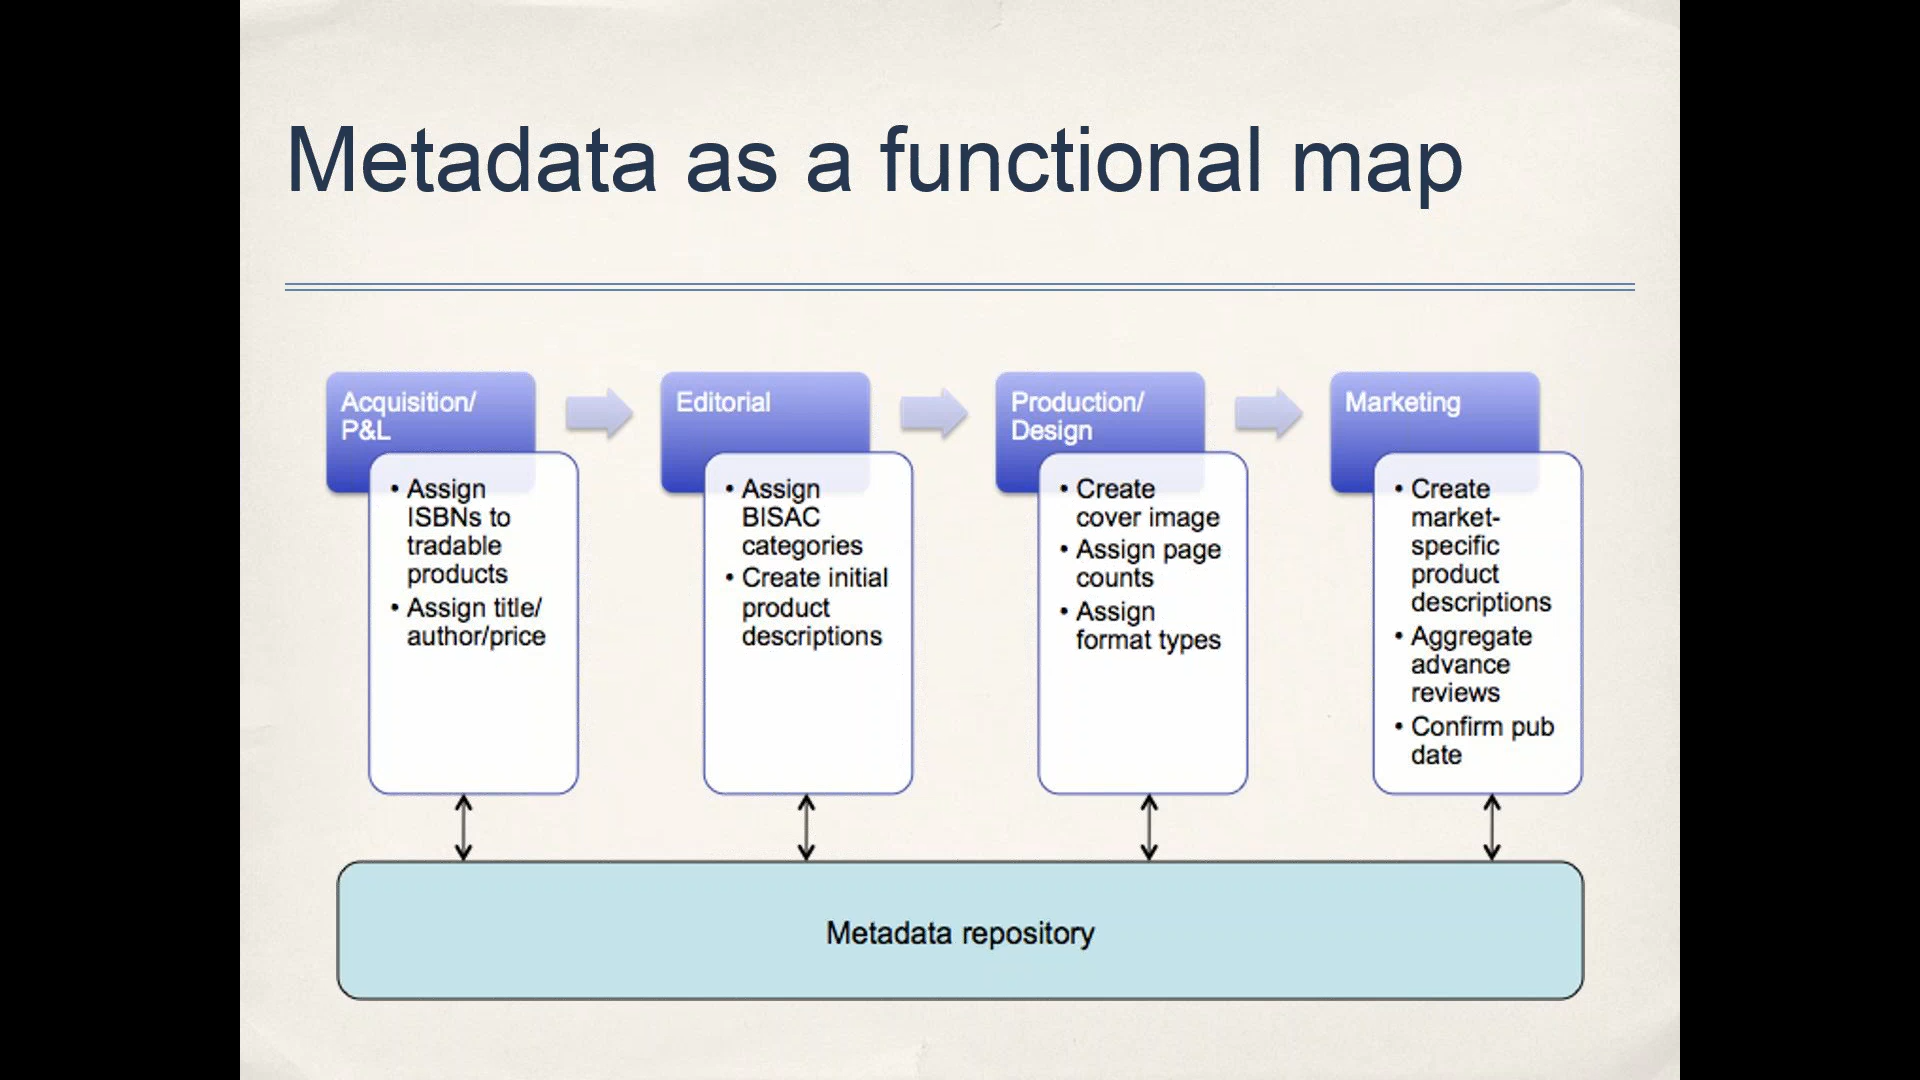 Metadata as a functional map
Acquisition/
P&L
• Assign
ISBNs to
tradable
products
• Assign title/
author/price
Editorial
• Assign
BISAC
categories
• Create initial
product
descriptions
Production/
Design
• Create
cover image
• Assign page
counts
• Assign
format types
Marketing
• Create
market-
specific
product
descriptions
• Aggregate
advance
reviews
• Confirm pub
date
Metadata repository